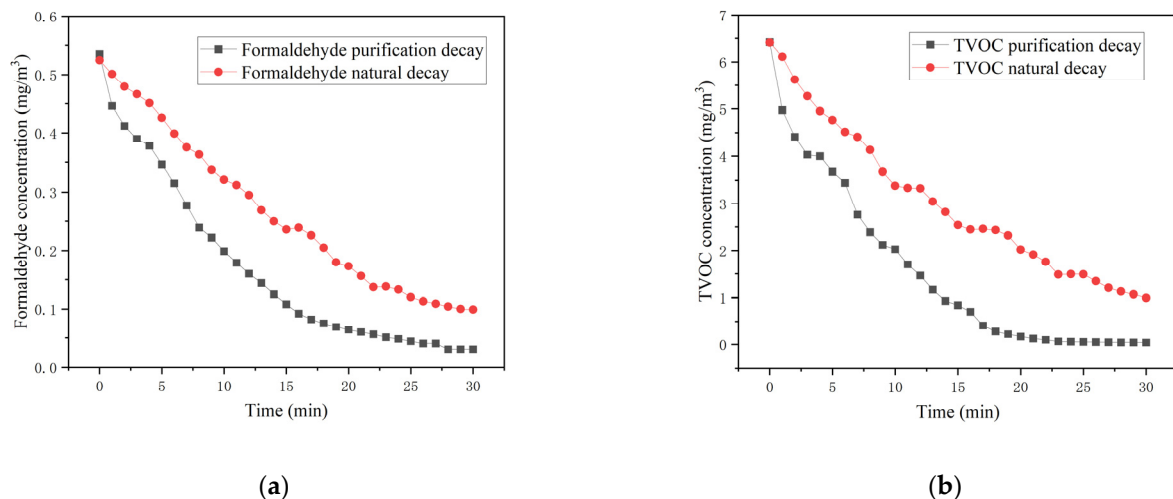 Formaldehyde concentration (mg/m³)
0.6
0.5
0.4
0.3
0.2
0.1
0.0
Formaldehyde purification decay
Formaldehyde natural decay
0 5 10 15 20 25 30
Time (min)
(a)
TVOC concentration (mg/m³)
7
6
5
4
3
2
1
0
TVOC purification decay
TVOC natural decay
0 5 10 15 20 25 30
Time (min)
(b)